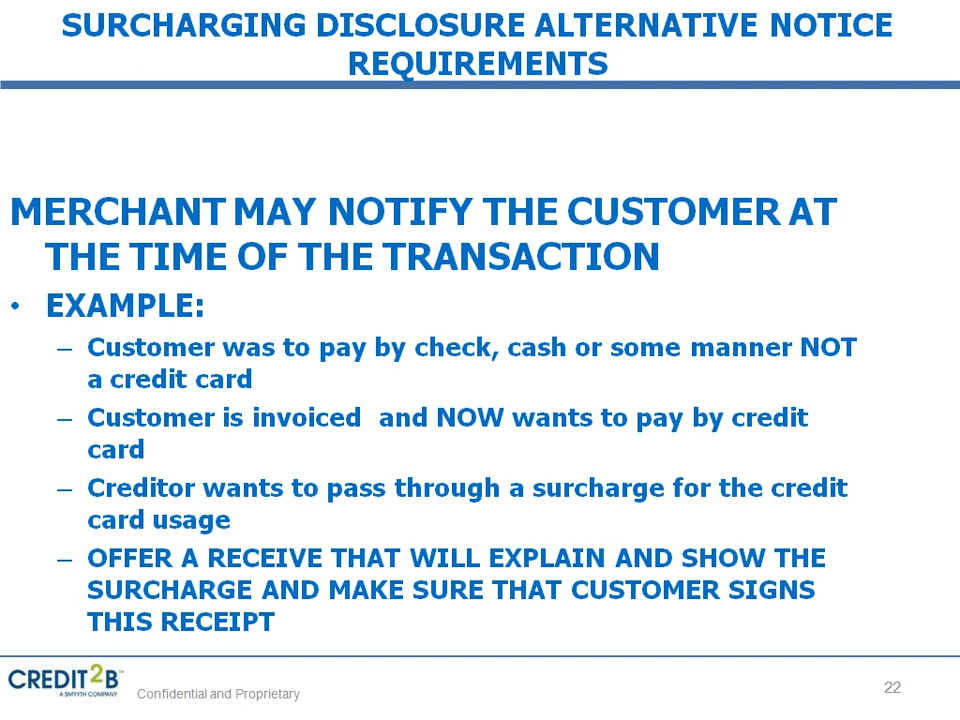 SURCHARGING DISCLOSURE ALTERNATIVE NOTICE
REQUIREMENTS
MERCHANT MAY NOTIFY THE CUSTOMER AT
THE TIME OF THE TRANSACTION
• EXAMPLE:
– Customer was to pay by check, cash or some manner NOT
a credit card
– Customer is invoiced and NOW wants to pay by credit
card
– Creditor wants to pass through a surcharge for the credit
card usage
– OFFER A RECEIVE THAT WILL EXPLAIN AND SHOW THE
SURCHARGE AND MAKE SURE THAT CUSTOMER SIGNS
THIS RECEIPT
CREDIT2B™
A SMYYTH COMPANY
Confidential and Proprietary
22